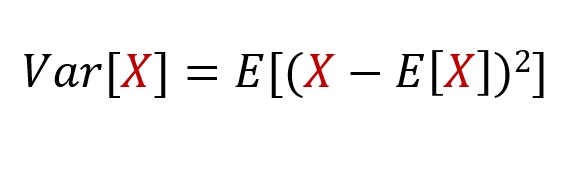 Var[X] = E[(X − E[X])²]